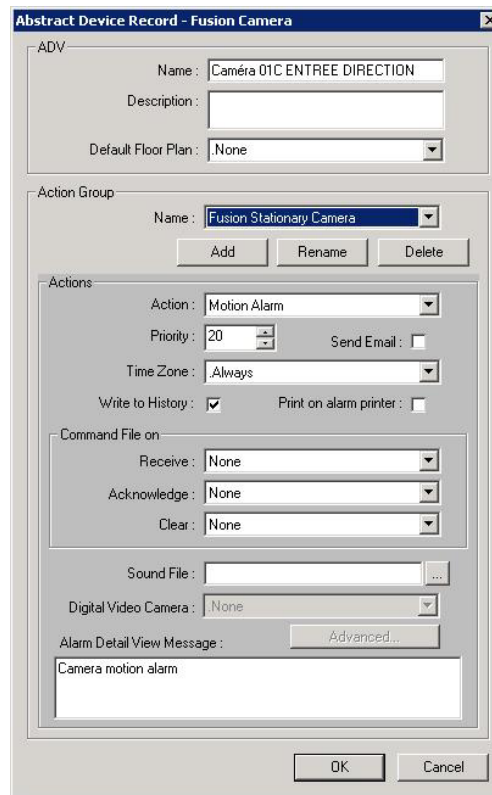 Abstract Device Record - Fusion Camera
ADV
Name : Caméra 01C ENTREE DIRECTION
Description :
Default Floor Plan : .None
Action Group
Name : Fusion Stationary Camera
Add Rename Delete
Actions
Action : Motion Alarm
Priority : 20 Send Email :
Time Zone : .Always
Write to History : Print on alarm printer :
Command File on
Receive : None
Acknowledge : None
Clear : None
Sound File : ...
Digital Video Camera : .None
Alarm Detail View Message : Advanced...
Camera motion alarm
OK Cancel